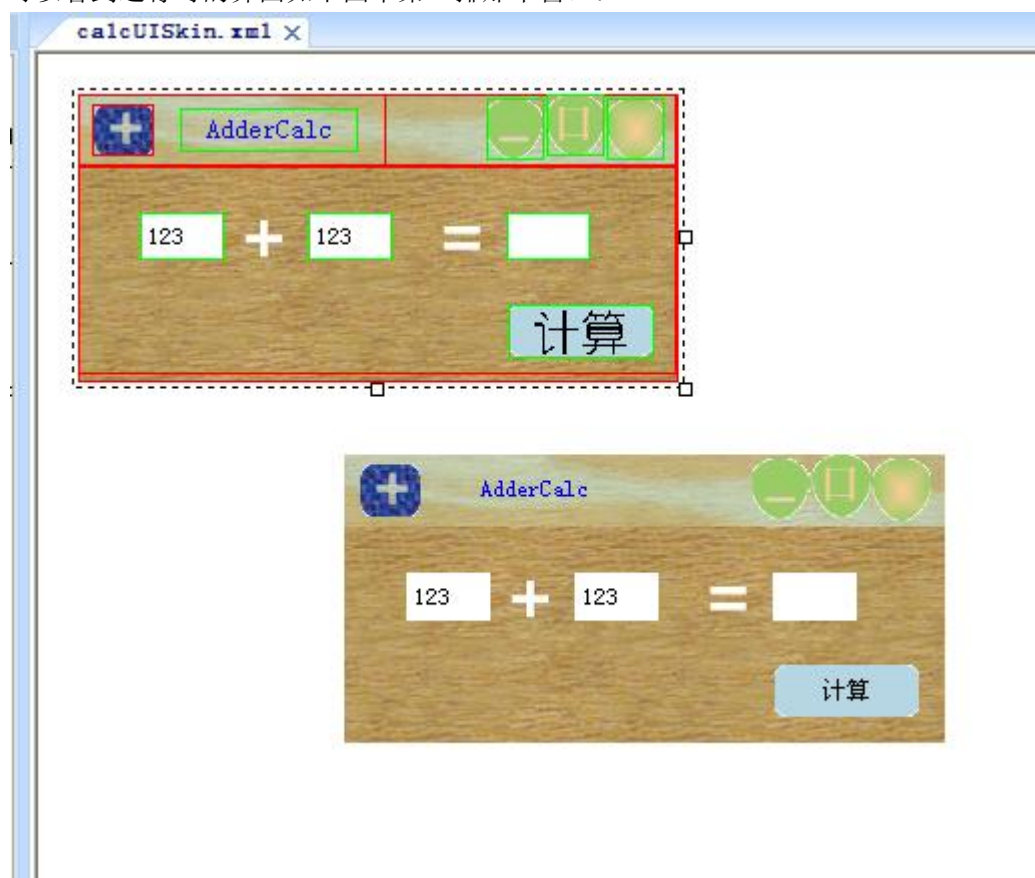 calcUISkin.xml
AdderCalc
123 + 123 =
计算
AdderCalc
123 + 123 =
计算